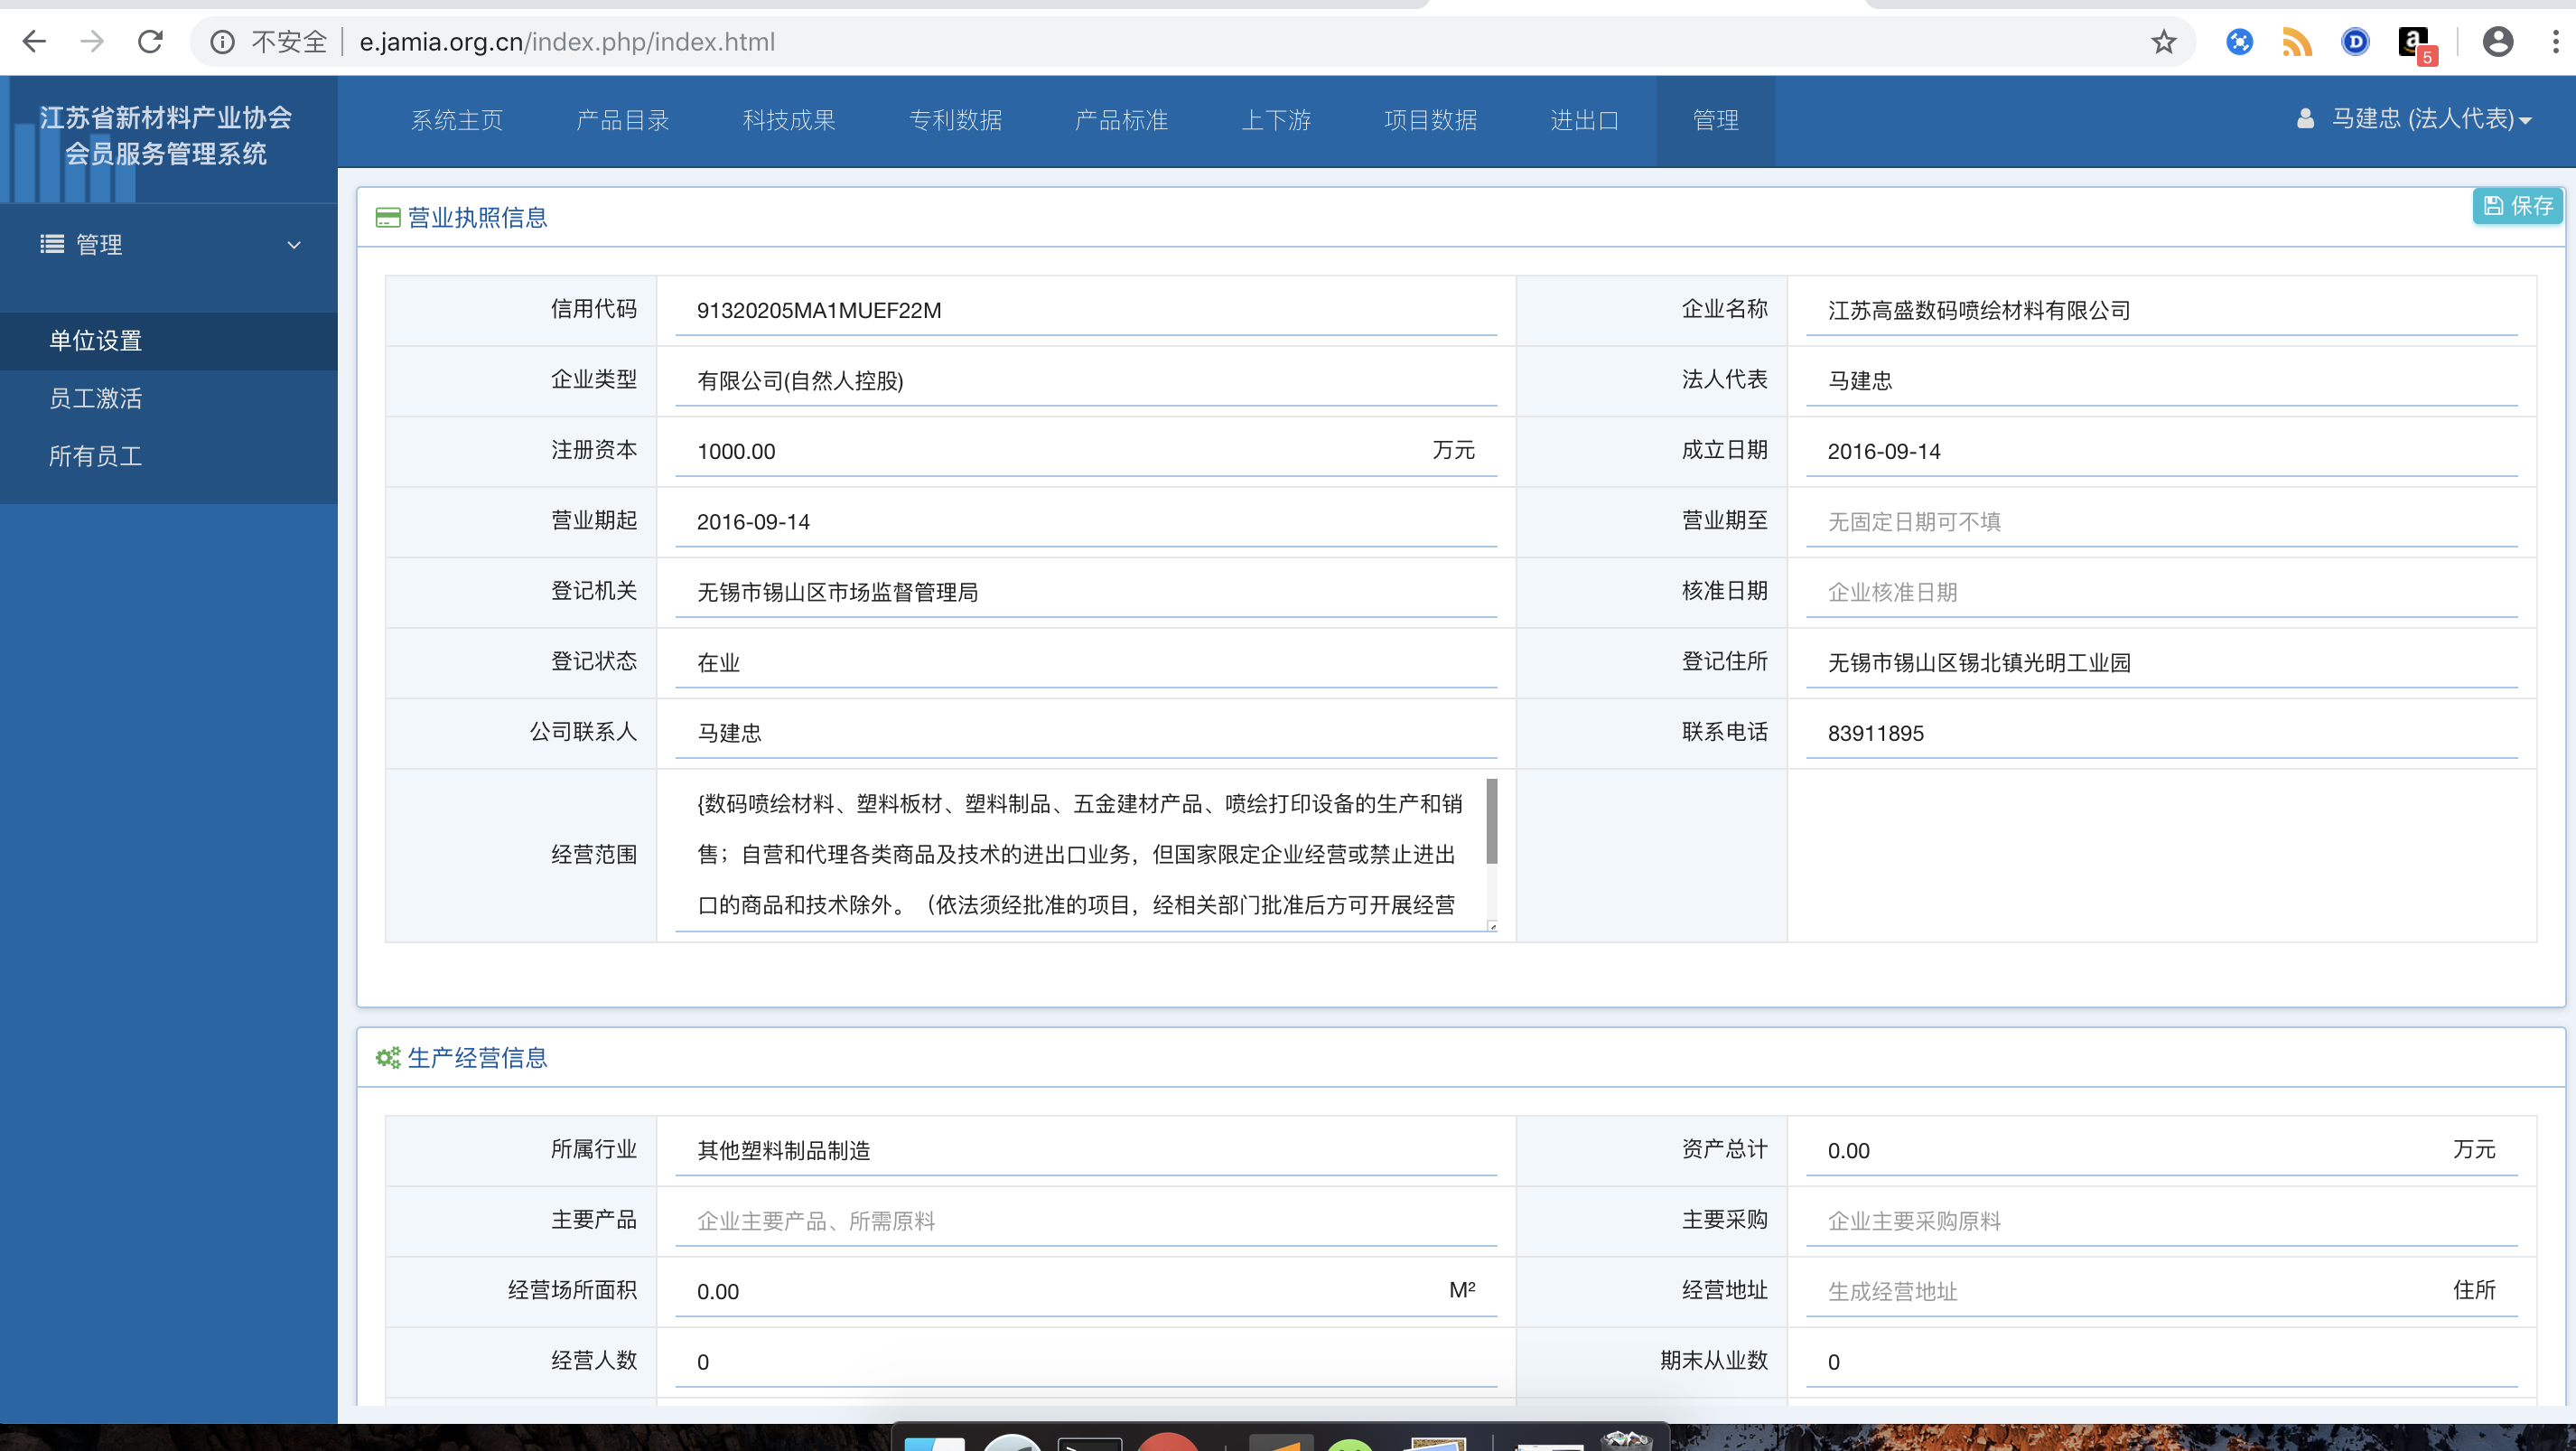 不安全 e.jamia.org.cn/index.php/index.html
5
江苏省新材料产业协会
会员服务管理系统
系统主页 产品目录 科技成果 专利数据 产品标准 上下游 项目数据 进出口 管理 马建忠 (法人代表)
管理
单位设置
员工激活
所有员工
营业执照信息 保存
信用代码 91320205MA1MUEF22M 企业名称 江苏高盛数码喷绘材料有限公司
企业类型 有限公司(自然人控股) 法人代表 马建忠
注册资本 1000.00 万元 成立日期 2016-09-14
营业期起 2016-09-14 营业期至 无固定日期可不填
登记机关 无锡市锡山区市场监督管理局 核准日期 企业核准日期
登记状态 在业 登记住所 无锡市锡山区锡北镇光明工业园
公司联系人 马建忠 联系电话 83911895
经营范围
{数码喷绘材料、塑料板材、塑料制品、五金建材产品、喷绘打印设备的生产和销
售；自营和代理各类商品及技术的进出口业务，但国家限定企业经营或禁止进出
口的商品和技术除外。（依法须经批准的项目，经相关部门批准后方可开展经营
生产经营信息
所属行业 其他塑料制品制造 资产总计 0.00 万元
主要产品 企业主要产品、所需原料 主要采购 企业主要采购原料
经营场所面积 0.00 M² 经营地址 生成经营地址 住所
经营人数 0 期末从业数 0